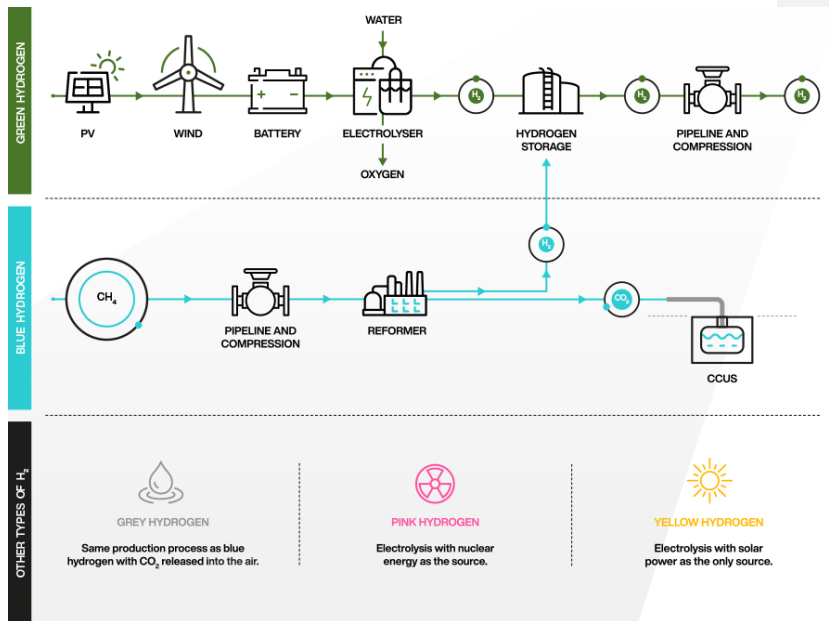 GREEN HYDROGEN
WATER
PV
WIND
BATTERY
ELECTROLYSER
OXYGEN
H₂
HYDROGEN
STORAGE
H₂
PIPELINE AND
COMPRESSION
H₂
BLUE HYDROGEN
CH₄
PIPELINE AND
COMPRESSION
REFORMER
H₂
CO₂
CCUS
OTHER TYPES OF H₂
GREY HYDROGEN
Same production process as blue
hydrogen with CO₂ released into the air.
PINK HYDROGEN
Electrolysis with nuclear
energy as the source.
YELLOW HYDROGEN
Electrolysis with solar
power as the only source.